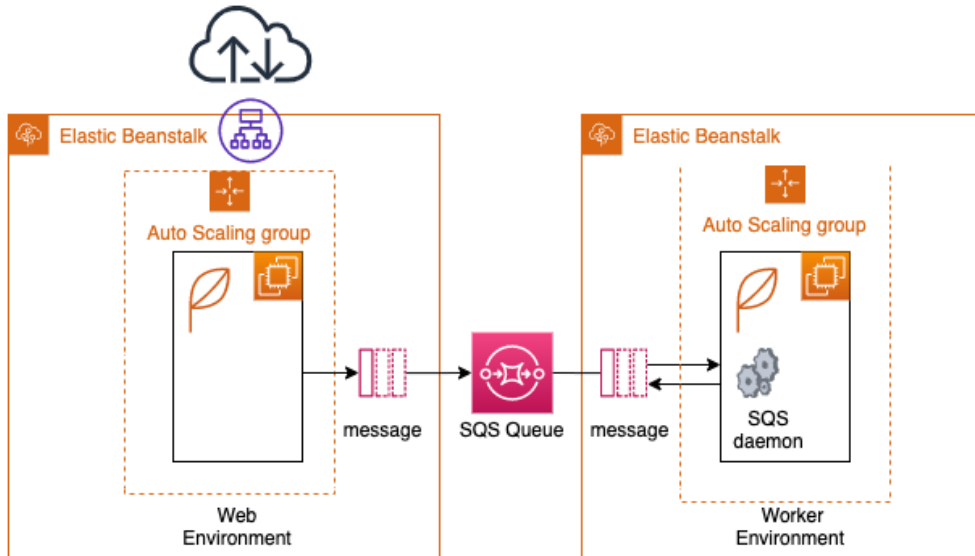 Elastic Beanstalk
Auto Scaling group
message
Web
Environment
SQS Queue
Elastic Beanstalk
Auto Scaling group
message
SQS
daemon
Worker
Environment